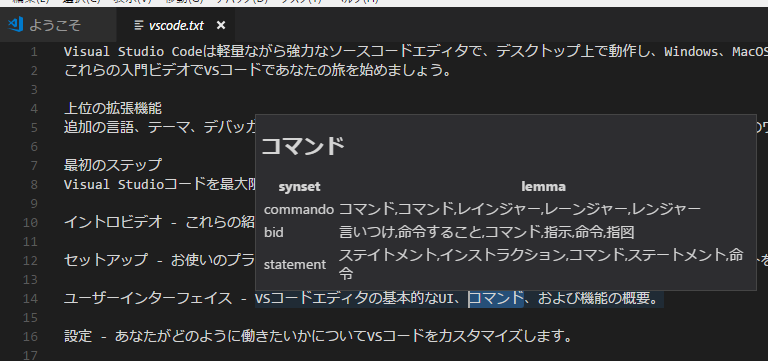 ようこそ
vscode.txt
1 Visual Studio Codeは軽量ながら強力なソースコードエディタで、デスクトップ上で動作し、Windows、MacOS
2 これらの入門ビデオでVSコードであなたの旅を始めましょう。
3
4 上位の拡張機能
5 追加の言語、テーマ、デバッカ
6
7 最初のステップ
8 Visual Studioコードを最大限
9
10 イントロビデオ - これらの紹
11
12 セットアップ - お使いのプラ
13
14 ユーザーインターフェイス - VSコードエディタの基本的なUI、コマンド、および機能の概要。
15
16 設定 - あなたがどのように働きたいかについてVSコードをカスタマイズします。
17
コマンド
synset lemma
commando コマンド,コマンド,レインジャー,レーンジャー,レンジャー
bid 言いつけ,命令すること,コマンド,指示,命令,指図
statement ステイトメント,インストラクション,コマンド,ステートメント,命
令